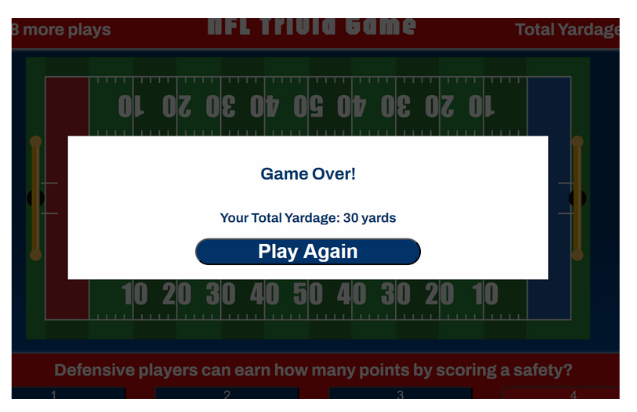 3 more plays
NFL Trivia Game
Total Yardage
10 20 30 40 50 40 30 20 10
Game Over!
Your Total Yardage: 30 yards
Play Again
10 20 30 40 50 40 30 20 10
Defensive players can earn how many points by scoring a safety?
1
2
3
4